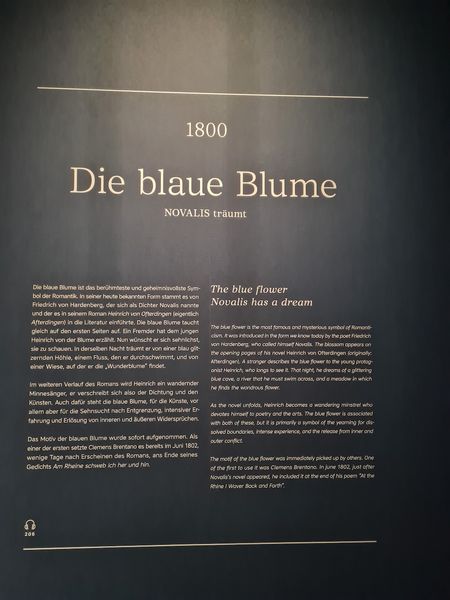 1800
Die blaue Blume
NOVALIS träumt
Die blaue Blume ist das berühmteste und geheimnisvollste Sym-
bol der Romantik. In seiner heute bekannten Form stammt es von
Friedrich von Hardenberg, der sich als Dichter Novalis nannte
und der es in seinem Roman Heinrich von Ofterdingen (eigentlich
Afterdingen) in die Literatur einführte. Die blaue Blume taucht
gleich auf den ersten Seiten auf. Ein Fremder hat dem jungen
Heinrich von der Blume erzählt. Nun wünscht er sich sehnlichst,
sie zu schauen. In derselben Nacht träumt er von einer blau glit-
zernden Höhle, einem Fluss, den er durchschwimmt, und von
einer Wiese, auf der er die „Wunderblume" findet.
Im weiteren Verlauf des Romans wird Heinrich ein wandernder
Minnesänger, er verschreibt sich also der Dichtung und den
Künsten. Auch dafür steht die blaue Blume, für die Künste, vor
allem aber für die Sehnsucht nach Entgrenzung, intensiver Er-
fahrung und Erlösung von inneren und äußeren Widersprüchen.
Das Motiv der blauen Blume wurde sofort aufgenommen. Als
einer der ersten setzte Clemens Brentano es bereits im Juni 1802,
wenige Tage nach Erscheinen des Romans, ans Ende seines
Gedichts Am Rheine schweb ich her und hin.
The blue flower
Novalis has a dream
The blue flower is the most famous and mysterious symbol of Romanti-
cism. It was introduced in the form we know today by the poet Friedrich
von Hardenberg, who called himself Novalis. The blossom appears on
the opening pages of his novel Heinrich von Ofterdingen (originally:
Afterdingen). A stranger describes the blue flower to the young protag-
onist Heinrich, who longs to see it. That night, he dreams of a glittering
blue cave, a river that he must swim across, and a meadow in which
he finds the wondrous flower.
As the novel unfolds, Heinrich becomes a wandering minstrel who
devotes himself to poetry and the arts. The blue flower is associated
with both of these, but it is primarily a symbol of the yearning for dis-
solved boundaries, intense experience, and the release from inner and
outer conflict.
The motif of the blue flower was immediately picked up by others. One
of the first to use it was Clemens Brentano. In June 1802, just after
Novalis's novel appeared, he included it at the end of his poem "At the
Rhine I Waver Back and Forth".
206